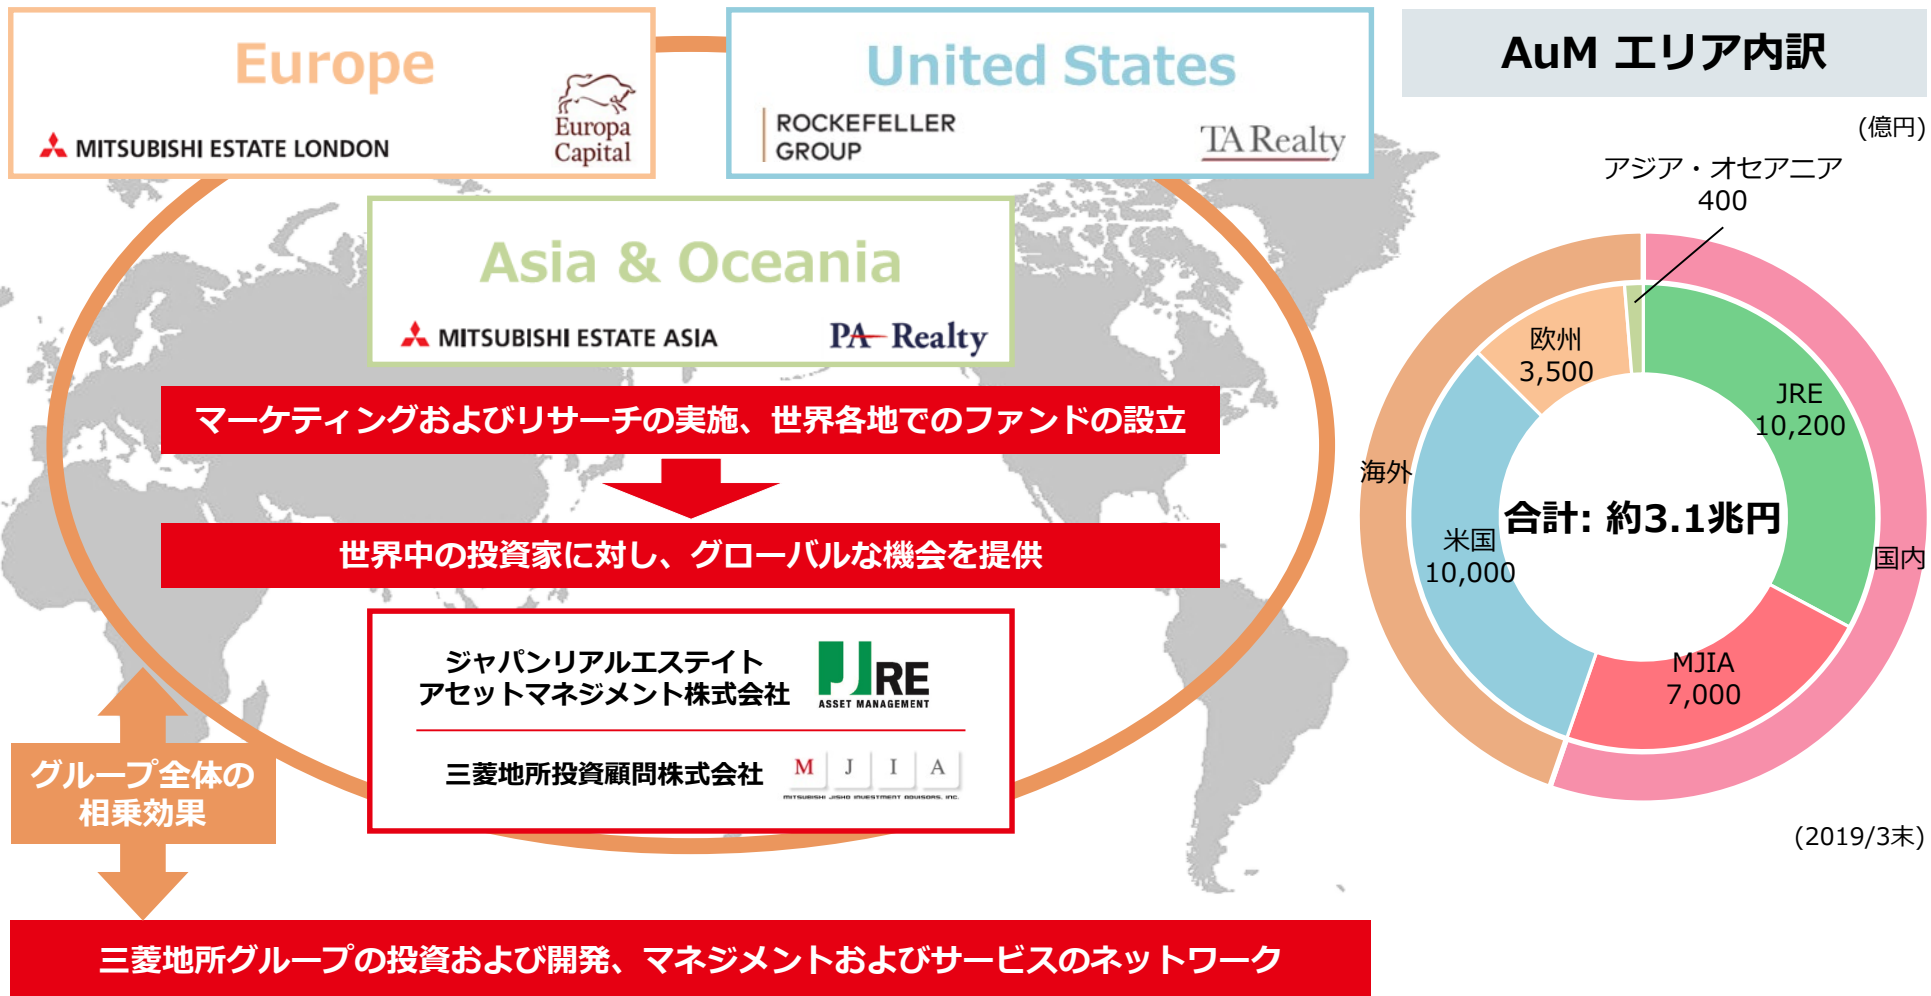 Europe
MITSUBISHI ESTATE LONDON
Europa
Capital
United States
ROCKEFELLER
GROUP
TA Realty
Asia & Oceania
MITSUBISHI ESTATE ASIA
PA Realty
マーケティングおよびリサーチの実施、世界各地でのファンドの設立
世界中の投資家に対し、グローバルな機会を提供
ジャパンリアルエステイト
アセットマネジメント株式会社
JRE
ASSET MANAGEMENT
三菱地所投資顧問株式会社
M J I A
MITSUBISHI JISHO INVESTMENT ADVISORS, INC.
グループ全体の
相乗効果
三菱地所グループの投資および開発、マネジメントおよびサービスのネットワーク
AuM エリア内訳
(億円)
アジア・オセアニア
400
欧州
3,500
JRE
10,200
海外
合計: 約3.1兆円
米国
10,000
国内
MJIA
7,000
(2019/3末)